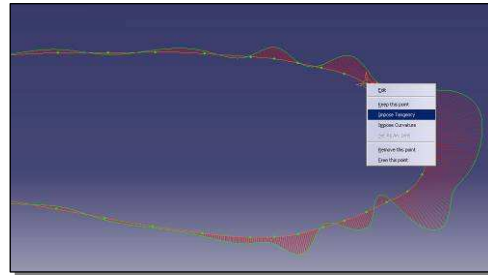 Edit
Keep this point
Impose Tangency
Impose Curvature
Remove this point
Free this point